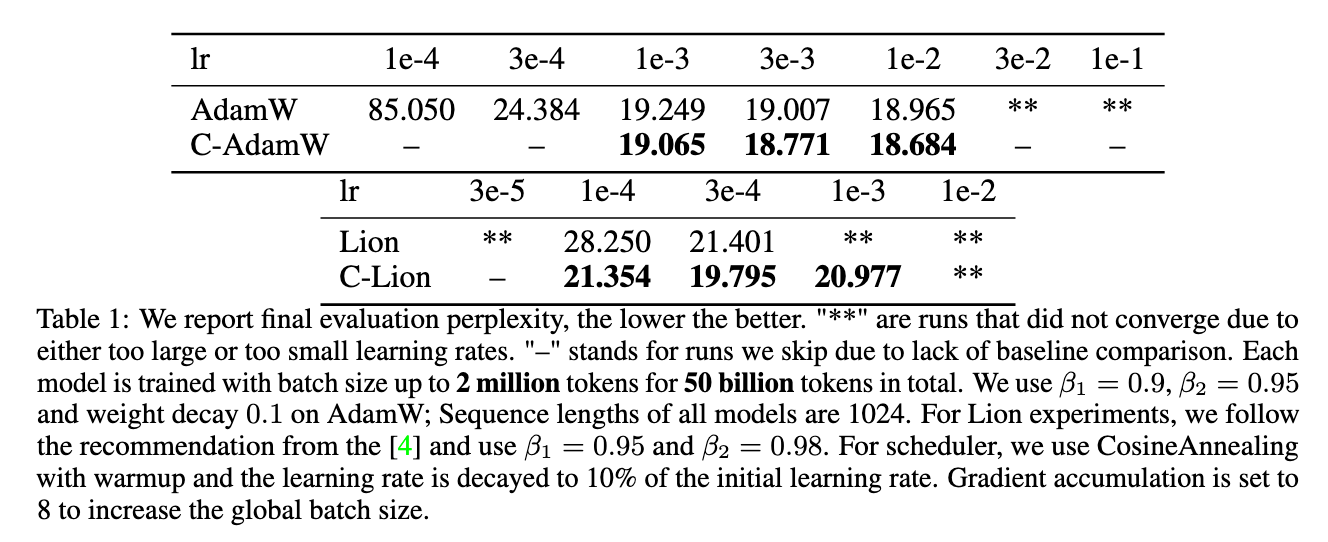 lr 1e-4 3e-4 1e-3 3e-3 1e-2 3e-2 1e-1
AdamW 85.050 24.384 19.249 19.007 18.965 ** **
C-AdamW – – 19.065 18.771 18.684 – –
lr 3e-5 1e-4 3e-4 1e-3 1e-2
Lion ** 28.250 21.401 ** **
C-Lion – 21.354 19.795 20.977 **
Table 1: We report final evaluation perplexity, the lower the better. "**" are runs that did not converge due to
either too large or too small learning rates. "–" stands for runs we skip due to lack of baseline comparison. Each
model is trained with batch size up to 2 million tokens for 50 billion tokens in total. We use β₁ = 0.9, β₂ = 0.95
and weight decay 0.1 on AdamW; Sequence lengths of all models are 1024. For Lion experiments, we follow
the recommendation from the [4] and use β₁ = 0.95 and β₂ = 0.98. For scheduler, we use CosineAnnealing
with warmup and the learning rate is decayed to 10% of the initial learning rate. Gradient accumulation is set to
8 to increase the global batch size.